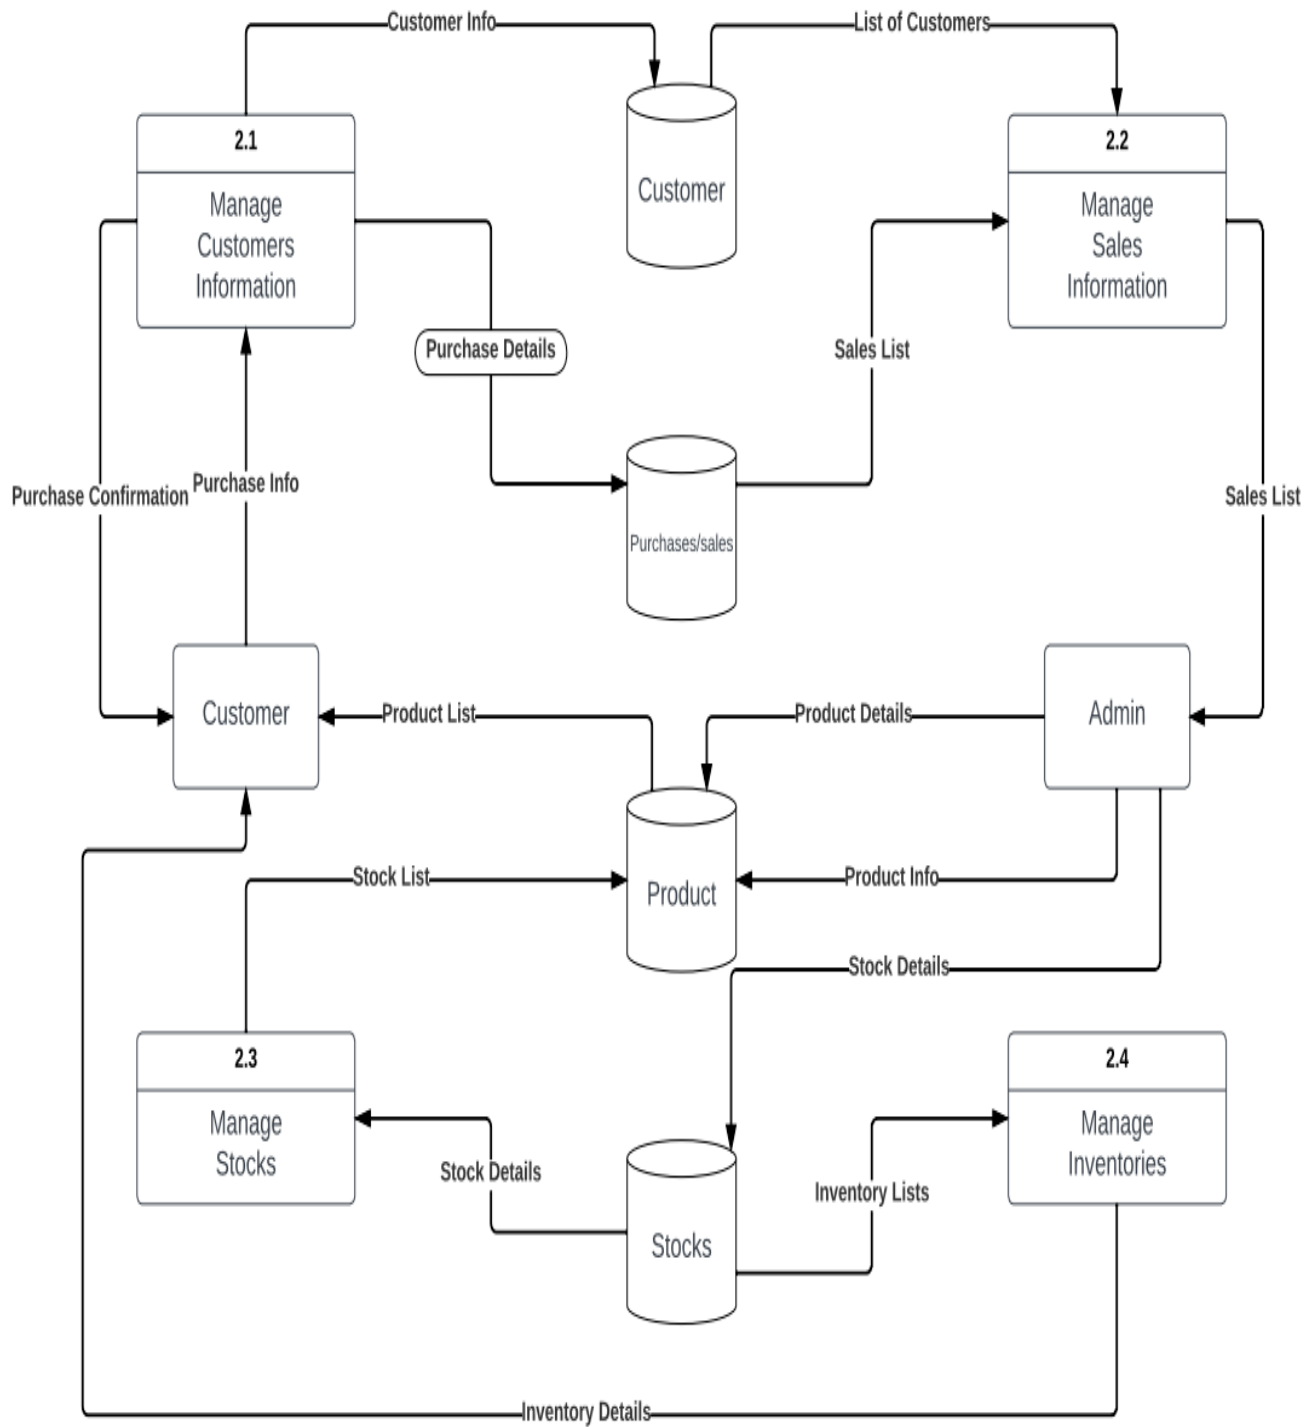 Customer Info
List of Customers
2.1
Manage
Customers
Information
Customer
2.2
Manage
Sales
Information
Purchase Details
Sales List
Purchase Confirmation
Purchase Info
Sales List
Purchases/sales
Customer
Product List
Product Details
Admin
Stock List
Product
Product Info
Stock Details
2.3
Manage
Stocks
2.4
Manage
Inventories
Stock Details
Inventory Lists
Stocks
Inventory Details